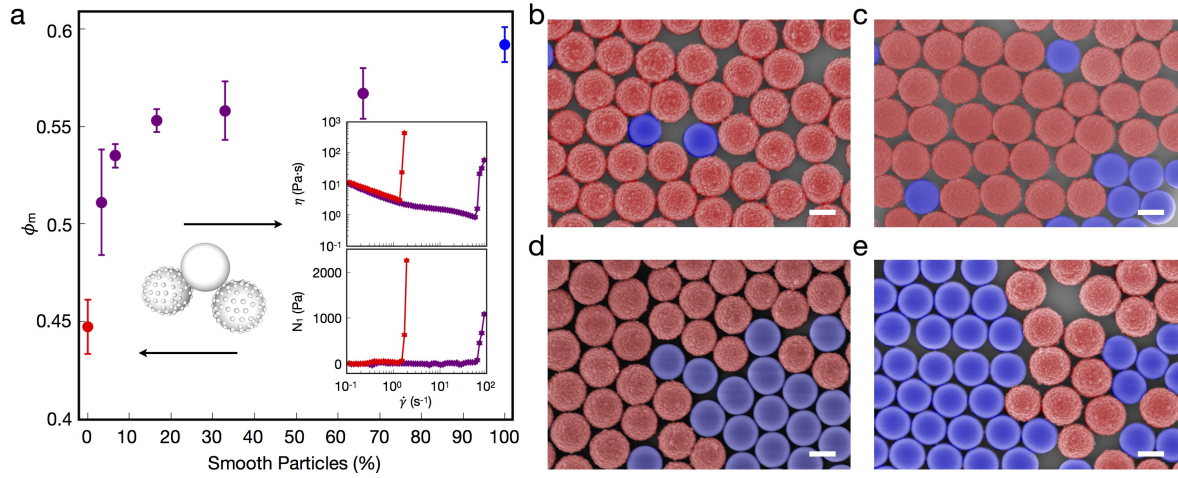 a
0.6
0.55
0.5
0.45
0.4
ϕm
0 10 20 30 40 50 60 70 80 90 100
Smooth Particles (%)
10³
10²
10¹
10⁰
10⁻¹
η (Pa·s)
2000
1000
0
N₁ (Pa)
10⁻¹ 10⁰ 10¹ 10²
γ̇ (s⁻¹)
b
c
d
e